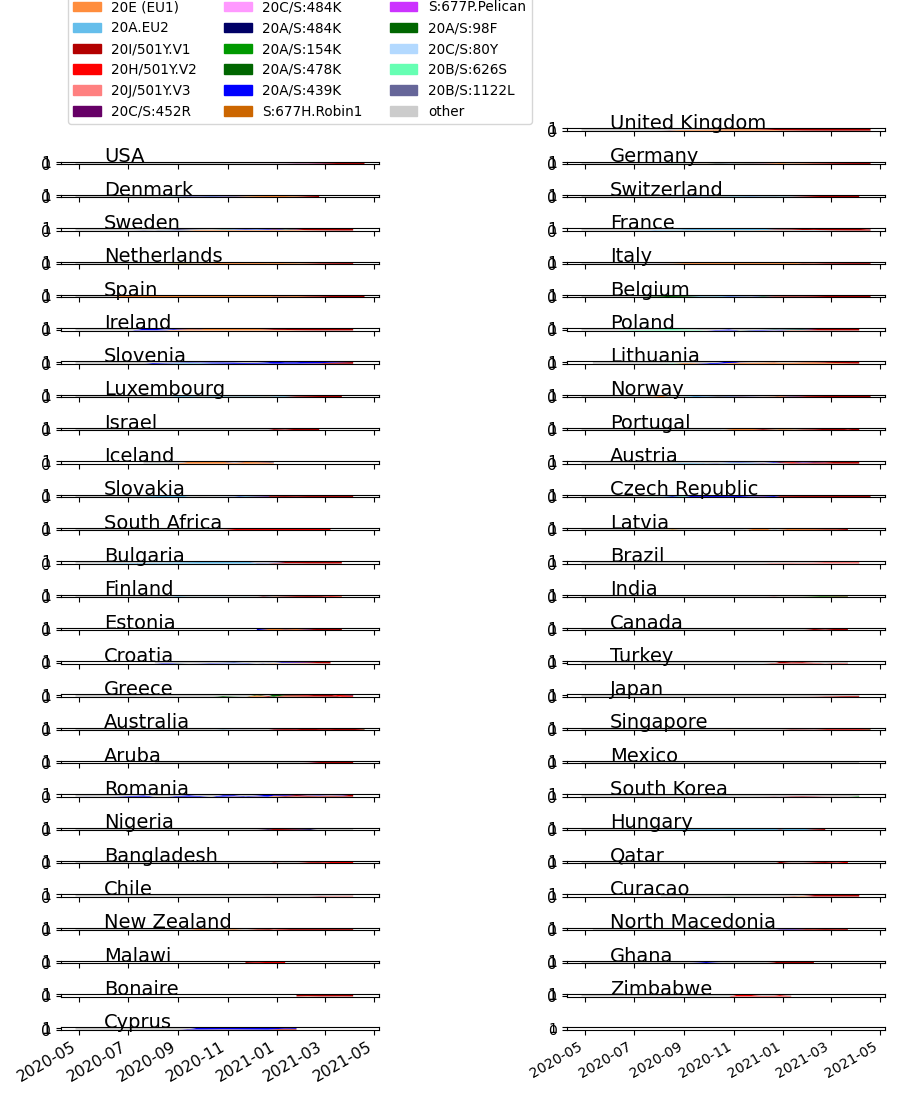 20E (EU1) 20C/S:484K S:677P.Pelican
20A.EU2 20A/S:484K 20A/S:98F
20I/501Y.V1 20A/S:154K 20C/S:80Y
20H/501Y.V2 20A/S:478K 20B/S:626S
20J/501Y.V3 20A/S:439K 20B/S:1122L
20C/S:452R S:677H.Robin1 other
United Kingdom
USA Germany
Denmark Switzerland
Sweden France
Netherlands Italy
Spain Belgium
Ireland Poland
Slovenia Lithuania
Luxembourg Norway
Israel Portugal
Iceland Austria
Slovakia Czech Republic
South Africa Latvia
Bulgaria Brazil
Finland India
Estonia Canada
Croatia Turkey
Greece Japan
Australia Singapore
Aruba Mexico
Romania South Korea
Nigeria Hungary
Bangladesh Qatar
Chile Curacao
New Zealand North Macedonia
Malawi Ghana
Bonaire Zimbabwe
Cyprus
2020-05 2020-07 2020-09 2020-11 2021-01 2021-03 2021-05 2020-05 2020-07 2020-09 2020-11 2021-01 2021-03 2021-05